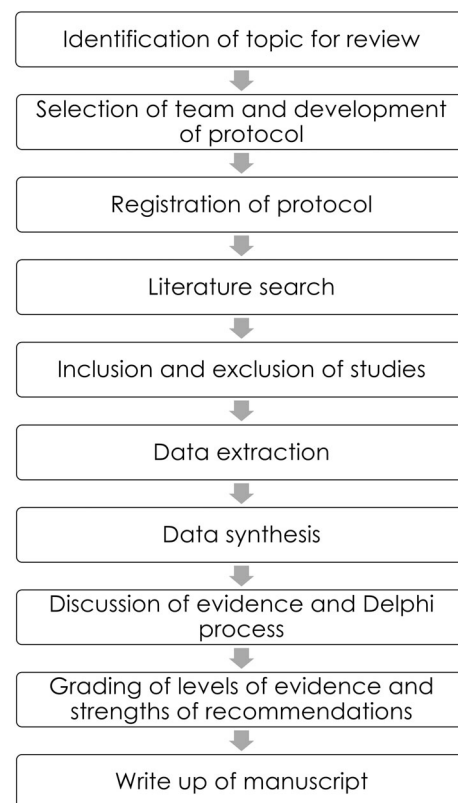 Identification of topic for review
Selection of team and development
of protocol
Registration of protocol
Literature search
Inclusion and exclusion of studies
Data extraction
Data synthesis
Discussion of evidence and Delphi
process
Grading of levels of evidence and
strengths of recommendations
Write up of manuscript